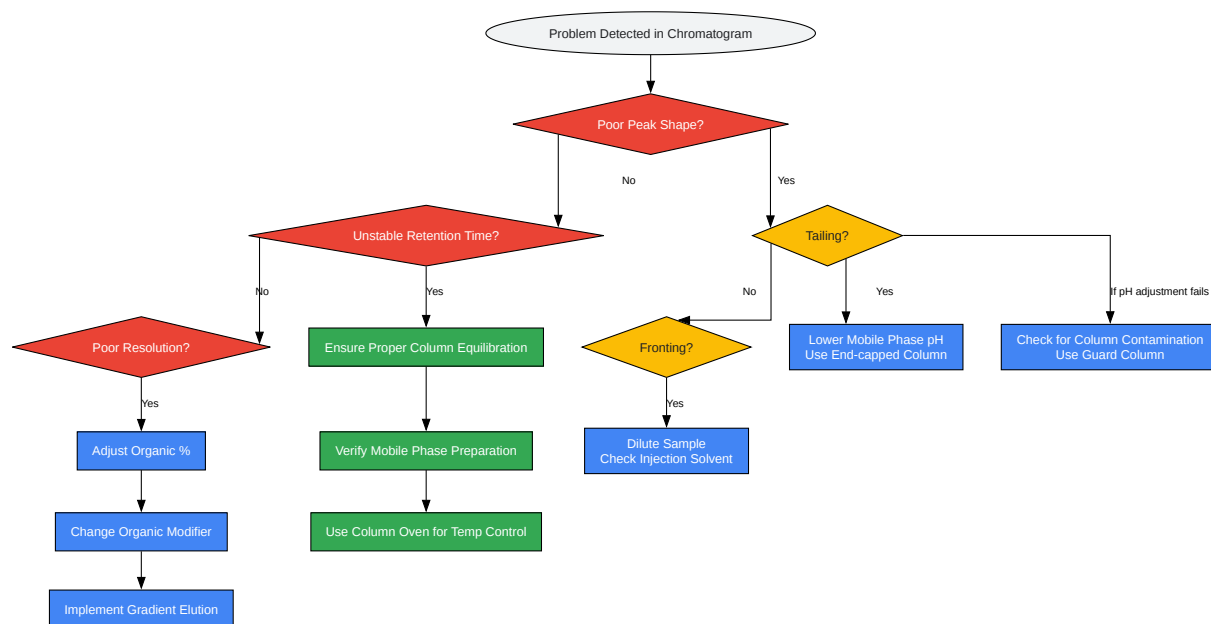 Problem Detected in Chromatogram
Poor Peak Shape?
No
Yes
Unstable Retention Time?
Tailing?
No
Yes
No
Yes
If pH adjustment fails
Poor Resolution?
Ensure Proper Column Equilibration
Fronting?
Lower Mobile Phase pH
Use End-capped Column
Check for Column Contamination
Use Guard Column
Yes
Yes
Adjust Organic %
Verify Mobile Phase Preparation
Dilute Sample
Check Injection Solvent
Change Organic Modifier
Use Column Oven for Temp Control
Implement Gradient Elution